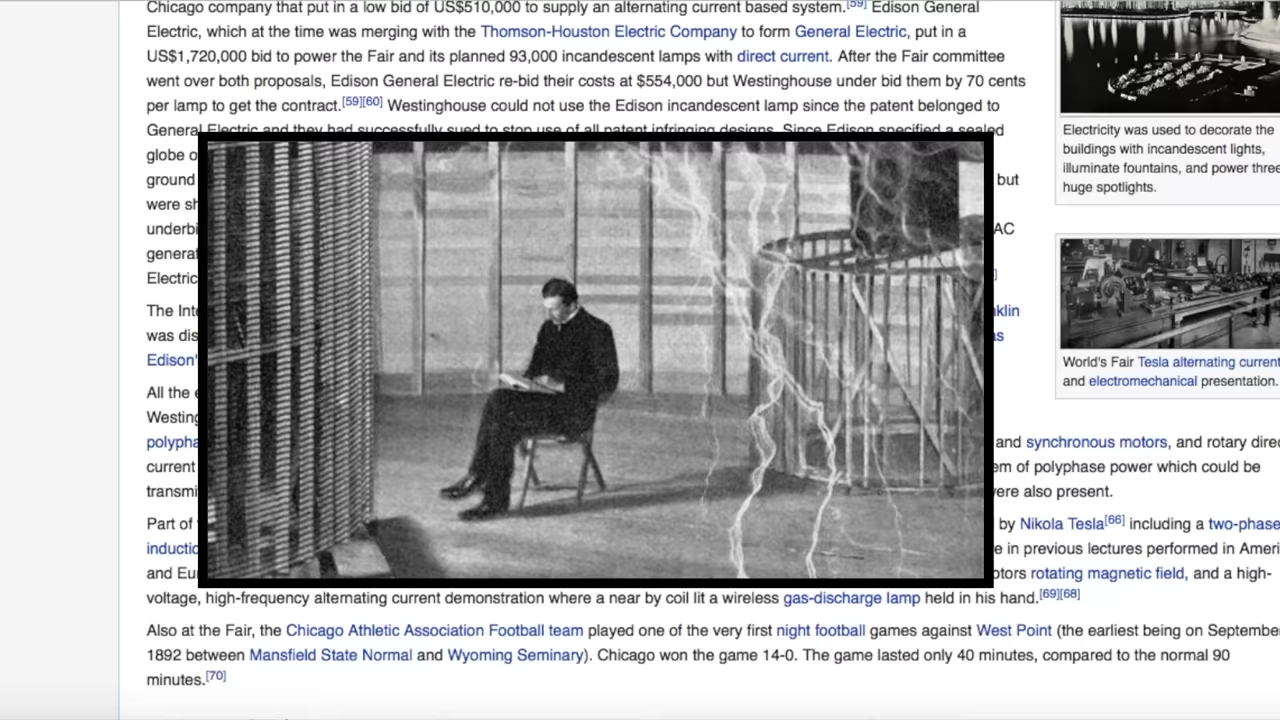 Chicago company that put in a low bid of US$510,000 to supply an alternating current based system.[59] Edison General
Electric, which at the time was merging with the Thomson-Houston Electric Company to form General Electric, put in a
US$1,720,000 bid to power the Fair and its planned 93,000 incandescent lamps with direct current. After the Fair committee
went over both proposals, Edison General Electric re-bid their costs at $554,000 but Westinghouse under bid them by 70 cents
per lamp to get the contract.[59][60] Westinghouse could not use the Edison incandescent lamp since the patent belonged to
General Electric and they had successfully sued to stop use of all patent infringing designs. Since Edison specified a sealed
globe o
ground but
were sh
underbi AC
generat
Electric
The Inte nklin
was dis as
Edison'
All the e
Westing
polypha and synchronous motors, and rotary direc
current em of polyphase power which could be
transmi were also present.
Part of by Nikola Tesla[66] including a two-phase
inductio e in previous lectures performed in Ameri
and Eur otors rotating magnetic field, and a high-
voltage, high-frequency alternating current demonstration where a near by coil lit a wireless gas-discharge lamp held in his hand.[69][68]
Also at the Fair, the Chicago Athletic Association Football team played one of the very first night football games against West Point (the earliest being on September
1892 between Mansfield State Normal and Wyoming Seminary). Chicago won the game 14-0. The game lasted only 40 minutes, compared to the normal 90
minutes.[70]
Electricity was used to decorate the
buildings with incandescent lights,
illuminate fountains, and power three
huge spotlights.
World's Fair Tesla alternating current
and electromechanical presentation.